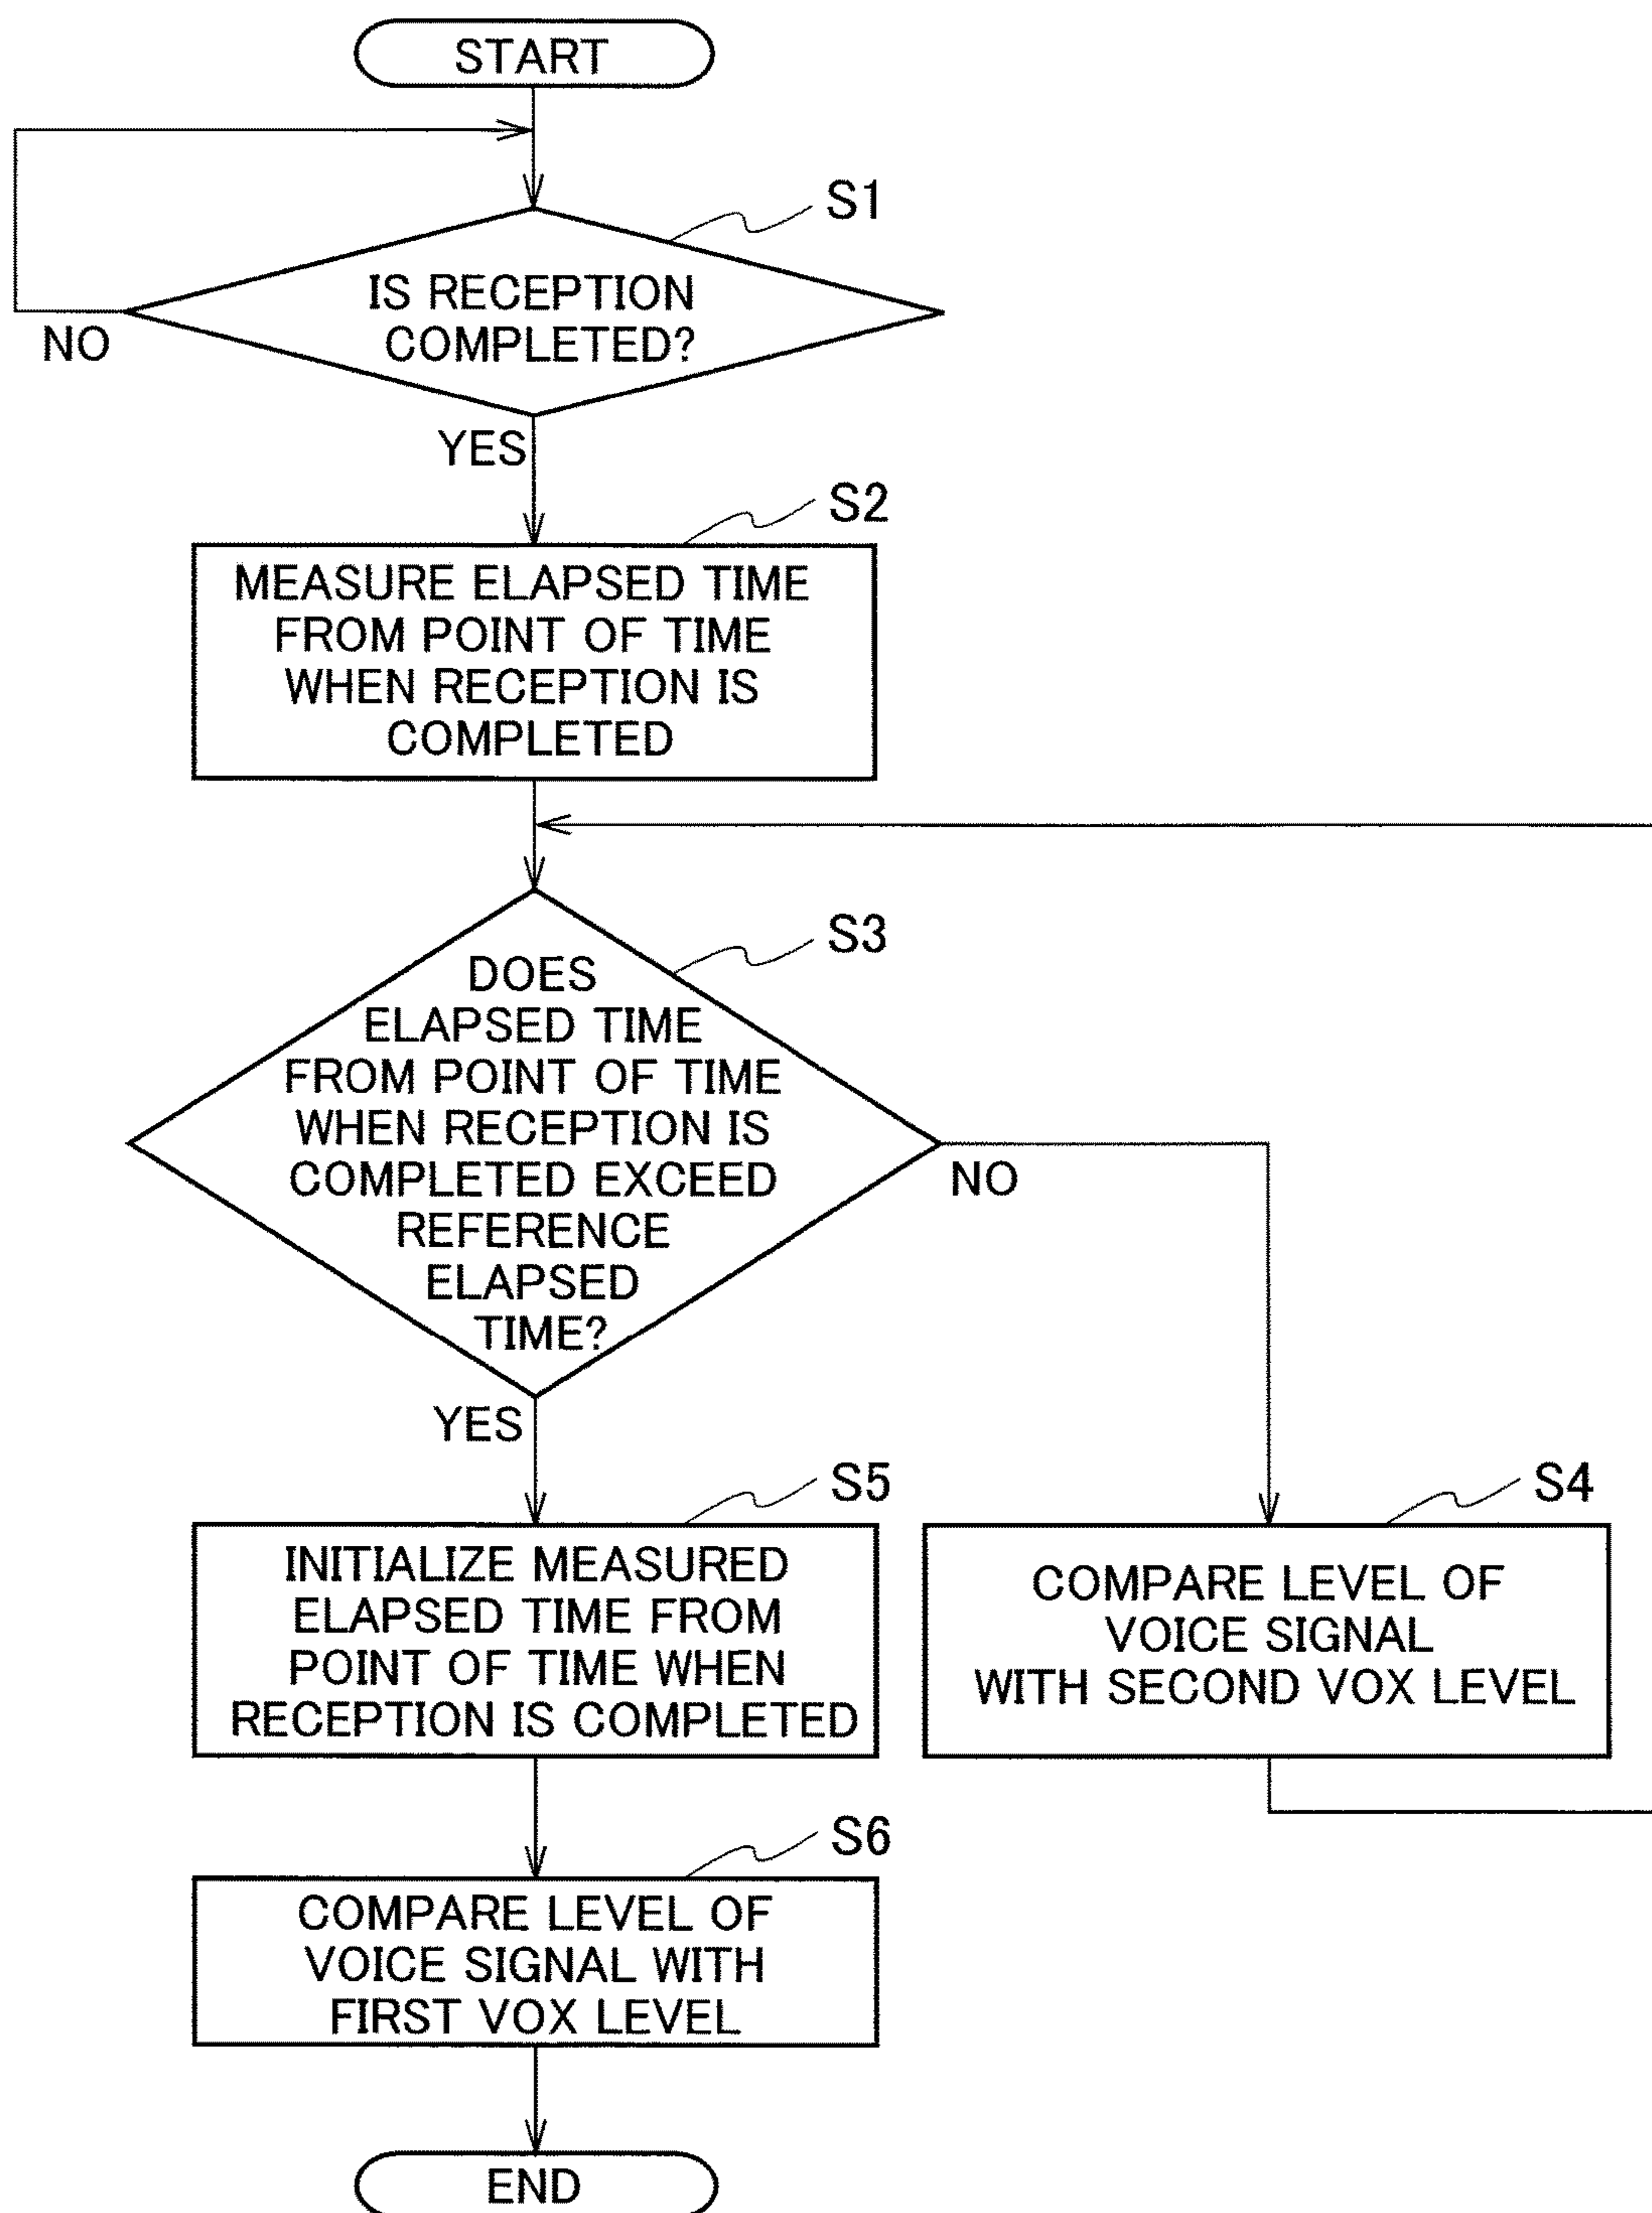 START
S1
IS RECEPTION
COMPLETED?
NO
YES
S2
MEASURE ELAPSED TIME
FROM POINT OF TIME
WHEN RECEPTION IS
COMPLETED
S3
DOES
ELAPSED TIME
FROM POINT OF TIME
WHEN RECEPTION IS
COMPLETED EXCEED
REFERENCE
ELAPSED
TIME?
NO
YES
S5
INITIALIZE MEASURED
ELAPSED TIME FROM
POINT OF TIME WHEN
RECEPTION IS COMPLETED
S4
COMPARE LEVEL OF
VOICE SIGNAL
WITH SECOND VOX LEVEL
S6
COMPARE LEVEL OF
VOICE SIGNAL WITH
FIRST VOX LEVEL
END